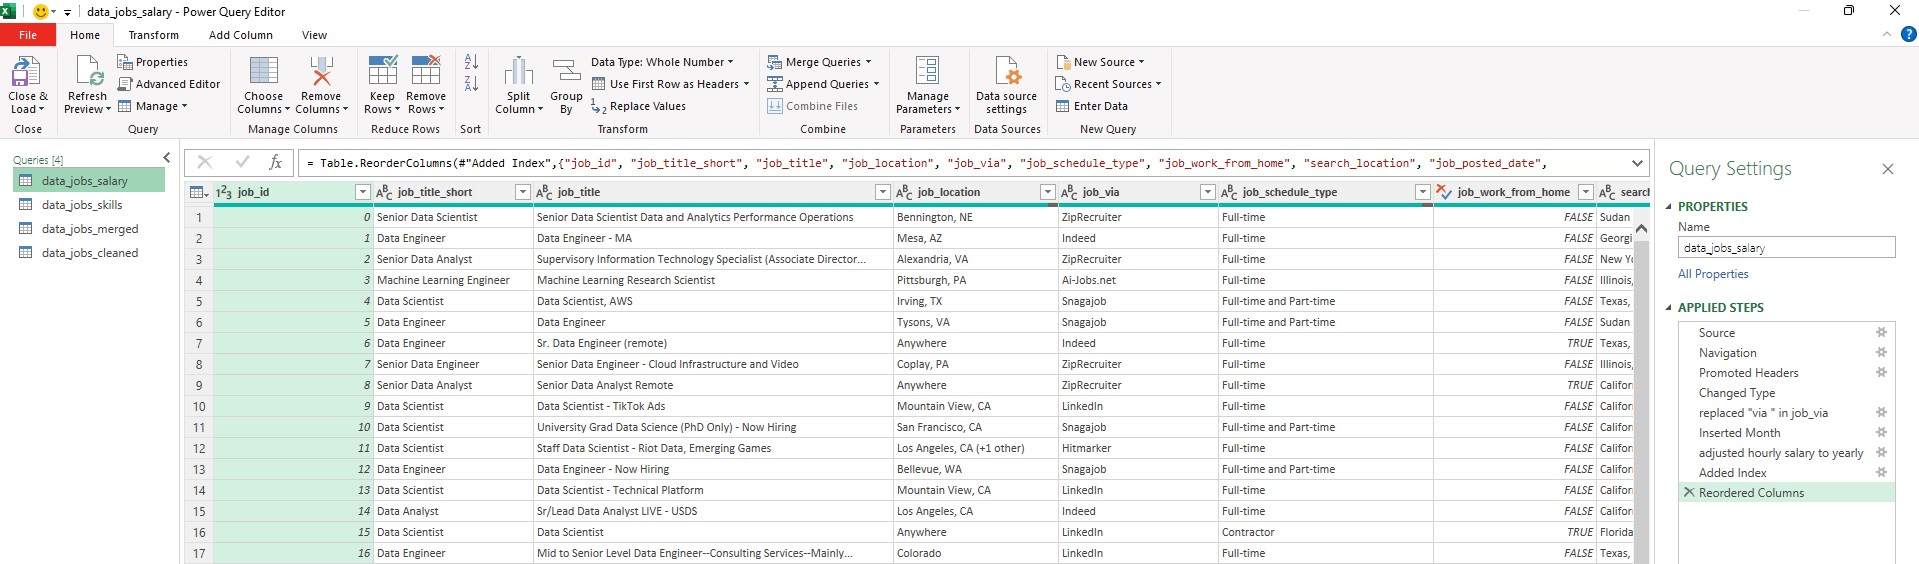 data_jobs_salary - Power Query Editor
File Home Transform Add Column View
Close & Load
Close
Refresh Preview
Properties
Advanced Editor
Manage
Query
Choose Columns
Remove Columns
Manage Columns
Keep Rows
Remove Rows
Reduce Rows
A Z
Z A
Sort
Split Column
Group By
Data Type: Whole Number
Use First Row as Headers
1 2 Replace Values
Transform
Merge Queries
Append Queries
Combine Files
Combine
Manage Parameters
Parameters
Data source settings
Data Sources
New Source
Recent Sources
Enter Data
New Query
?
Queries [4]
data_jobs_salary
data_jobs_skills
data_jobs_merged
data_jobs_cleaned
fx = Table.ReorderColumns(#"Added Index",{"job_id", "job_title_short", "job_title", "job_location", "job_via", "job_schedule_type", "job_work_from_home", "search_location", "job_posted_date",
123 job_id ABC job_title_short ABC job_title ABC job_location ABC job_via ABC job_schedule_type job_work_from_home ABC search
1 0 Senior Data Scientist Senior Data Scientist Data and Analytics Performance Operations Bennington, NE ZipRecruiter Full-time FALSE Sudan
2 1 Data Engineer Data Engineer - MA Mesa, AZ Indeed Full-time FALSE Georgi
3 2 Senior Data Analyst Supervisory Information Technology Specialist (Associate Director... Alexandria, VA ZipRecruiter Full-time FALSE New Yo
4 3 Machine Learning Engineer Machine Learning Research Scientist Pittsburgh, PA Ai-Jobs.net Full-time FALSE Illinois,
5 4 Data Scientist Data Scientist, AWS Irving, TX Snagajob Full-time and Part-time FALSE Texas,
6 5 Data Engineer Data Engineer Tysons, VA Snagajob Full-time and Part-time FALSE Sudan
7 6 Data Engineer Sr. Data Engineer (remote) Anywhere Indeed Full-time TRUE Texas,
8 7 Senior Data Engineer Senior Data Engineer - Cloud Infrastructure and Video Coplay, PA ZipRecruiter Full-time FALSE Illinois,
9 8 Senior Data Analyst Senior Data Analyst Remote Anywhere ZipRecruiter Full-time TRUE Califor
10 9 Data Scientist Data Scientist - TikTok Ads Mountain View, CA LinkedIn Full-time FALSE Califor
11 10 Data Scientist University Grad Data Science (PhD Only) - Now Hiring San Francisco, CA Snagajob Full-time and Part-time FALSE Califor
12 11 Data Scientist Staff Data Scientist - Riot Data, Emerging Games Los Angeles, CA (+1 other) Hitmarker Full-time FALSE Califor
13 12 Data Engineer Data Engineer - Now Hiring Bellevue, WA Snagajob Full-time and Part-time FALSE Califor
14 13 Data Scientist Data Scientist - Technical Platform Mountain View, CA LinkedIn Full-time FALSE Califor
15 14 Data Analyst Sr/Lead Data Analyst LIVE - USDS Los Angeles, CA Indeed Full-time FALSE Califor
16 15 Data Scientist Data Scientist Anywhere LinkedIn Contractor TRUE Florida
17 16 Data Engineer Mid to Senior Level Data Engineer--Consulting Services--Mainly... Colorado LinkedIn Full-time FALSE Texas,
Query Settings
PROPERTIES
Name
data_jobs_salary
All Properties
APPLIED STEPS
Source
Navigation
Promoted Headers
Changed Type
replaced "via " in job_via
Inserted Month
adjusted hourly salary to yearly
Added Index
Reordered Columns